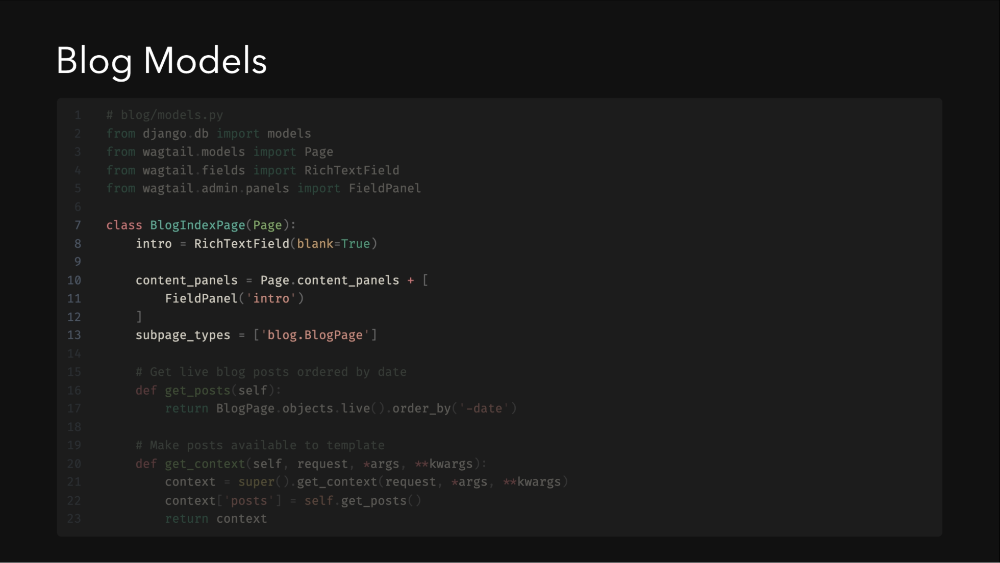 Blog Models
1 # blog/models.py
2 from django.db import models
3 from wagtail.models import Page
4 from wagtail.fields import RichTextField
5 from wagtail.admin.panels import FieldPanel
6
7 class BlogIndexPage(Page):
8     intro = RichTextField(blank=True)
9
10     content_panels = Page.content_panels + [
11         FieldPanel('intro')
12     ]
13     subpage_types = ['blog.BlogPage']
14
15     # Get live blog posts ordered by date
16     def get_posts(self):
17         return BlogPage.objects.live().order_by('-date')
18
19     # Make posts available to template
20     def get_context(self, request, *args, **kwargs):
21         context = super().get_context(request, *args, **kwargs)
22         context['posts'] = self.get_posts()
23         return context